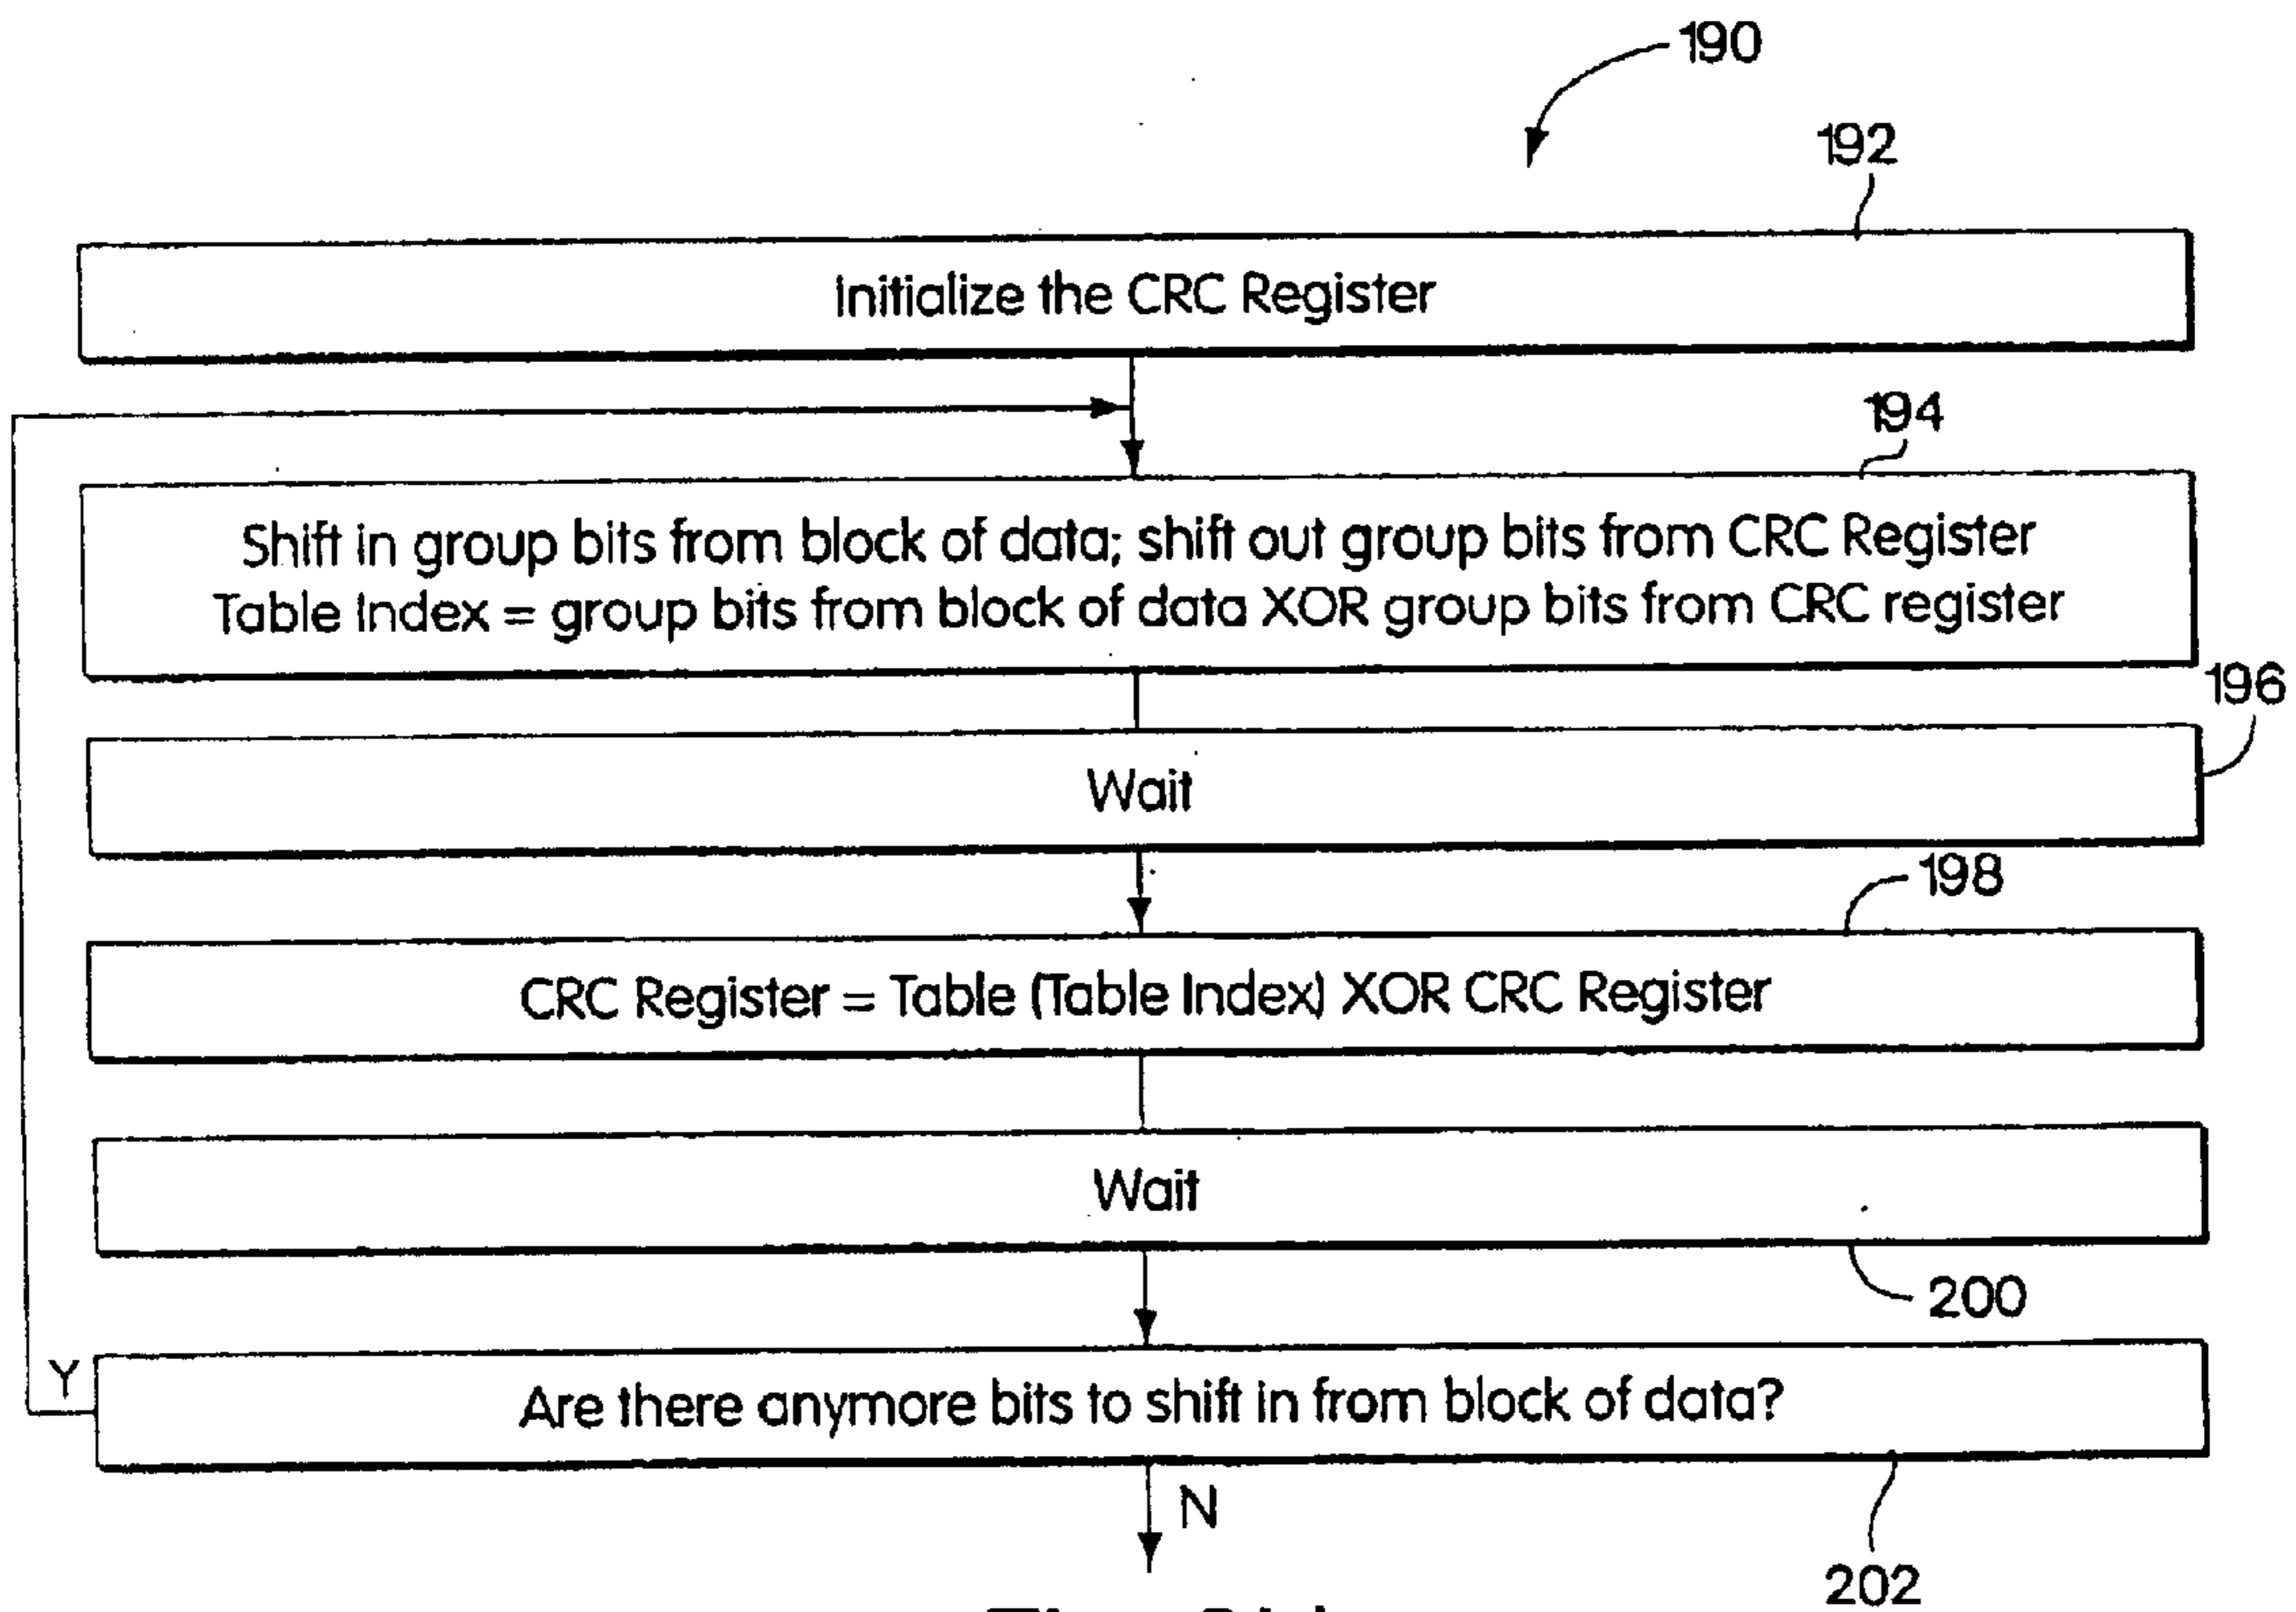 190
192
Initialize the CRC Register
194
Shift in group bits from block of data; shift out group bits from CRC Register
Table Index = group bits from block of data XOR group bits from CRC register
196
Wait
198
CRC Register = Table (Table Index) XOR CRC Register
Wait
200
Y
Are there anymore bits to shift in from block of data?
N
202